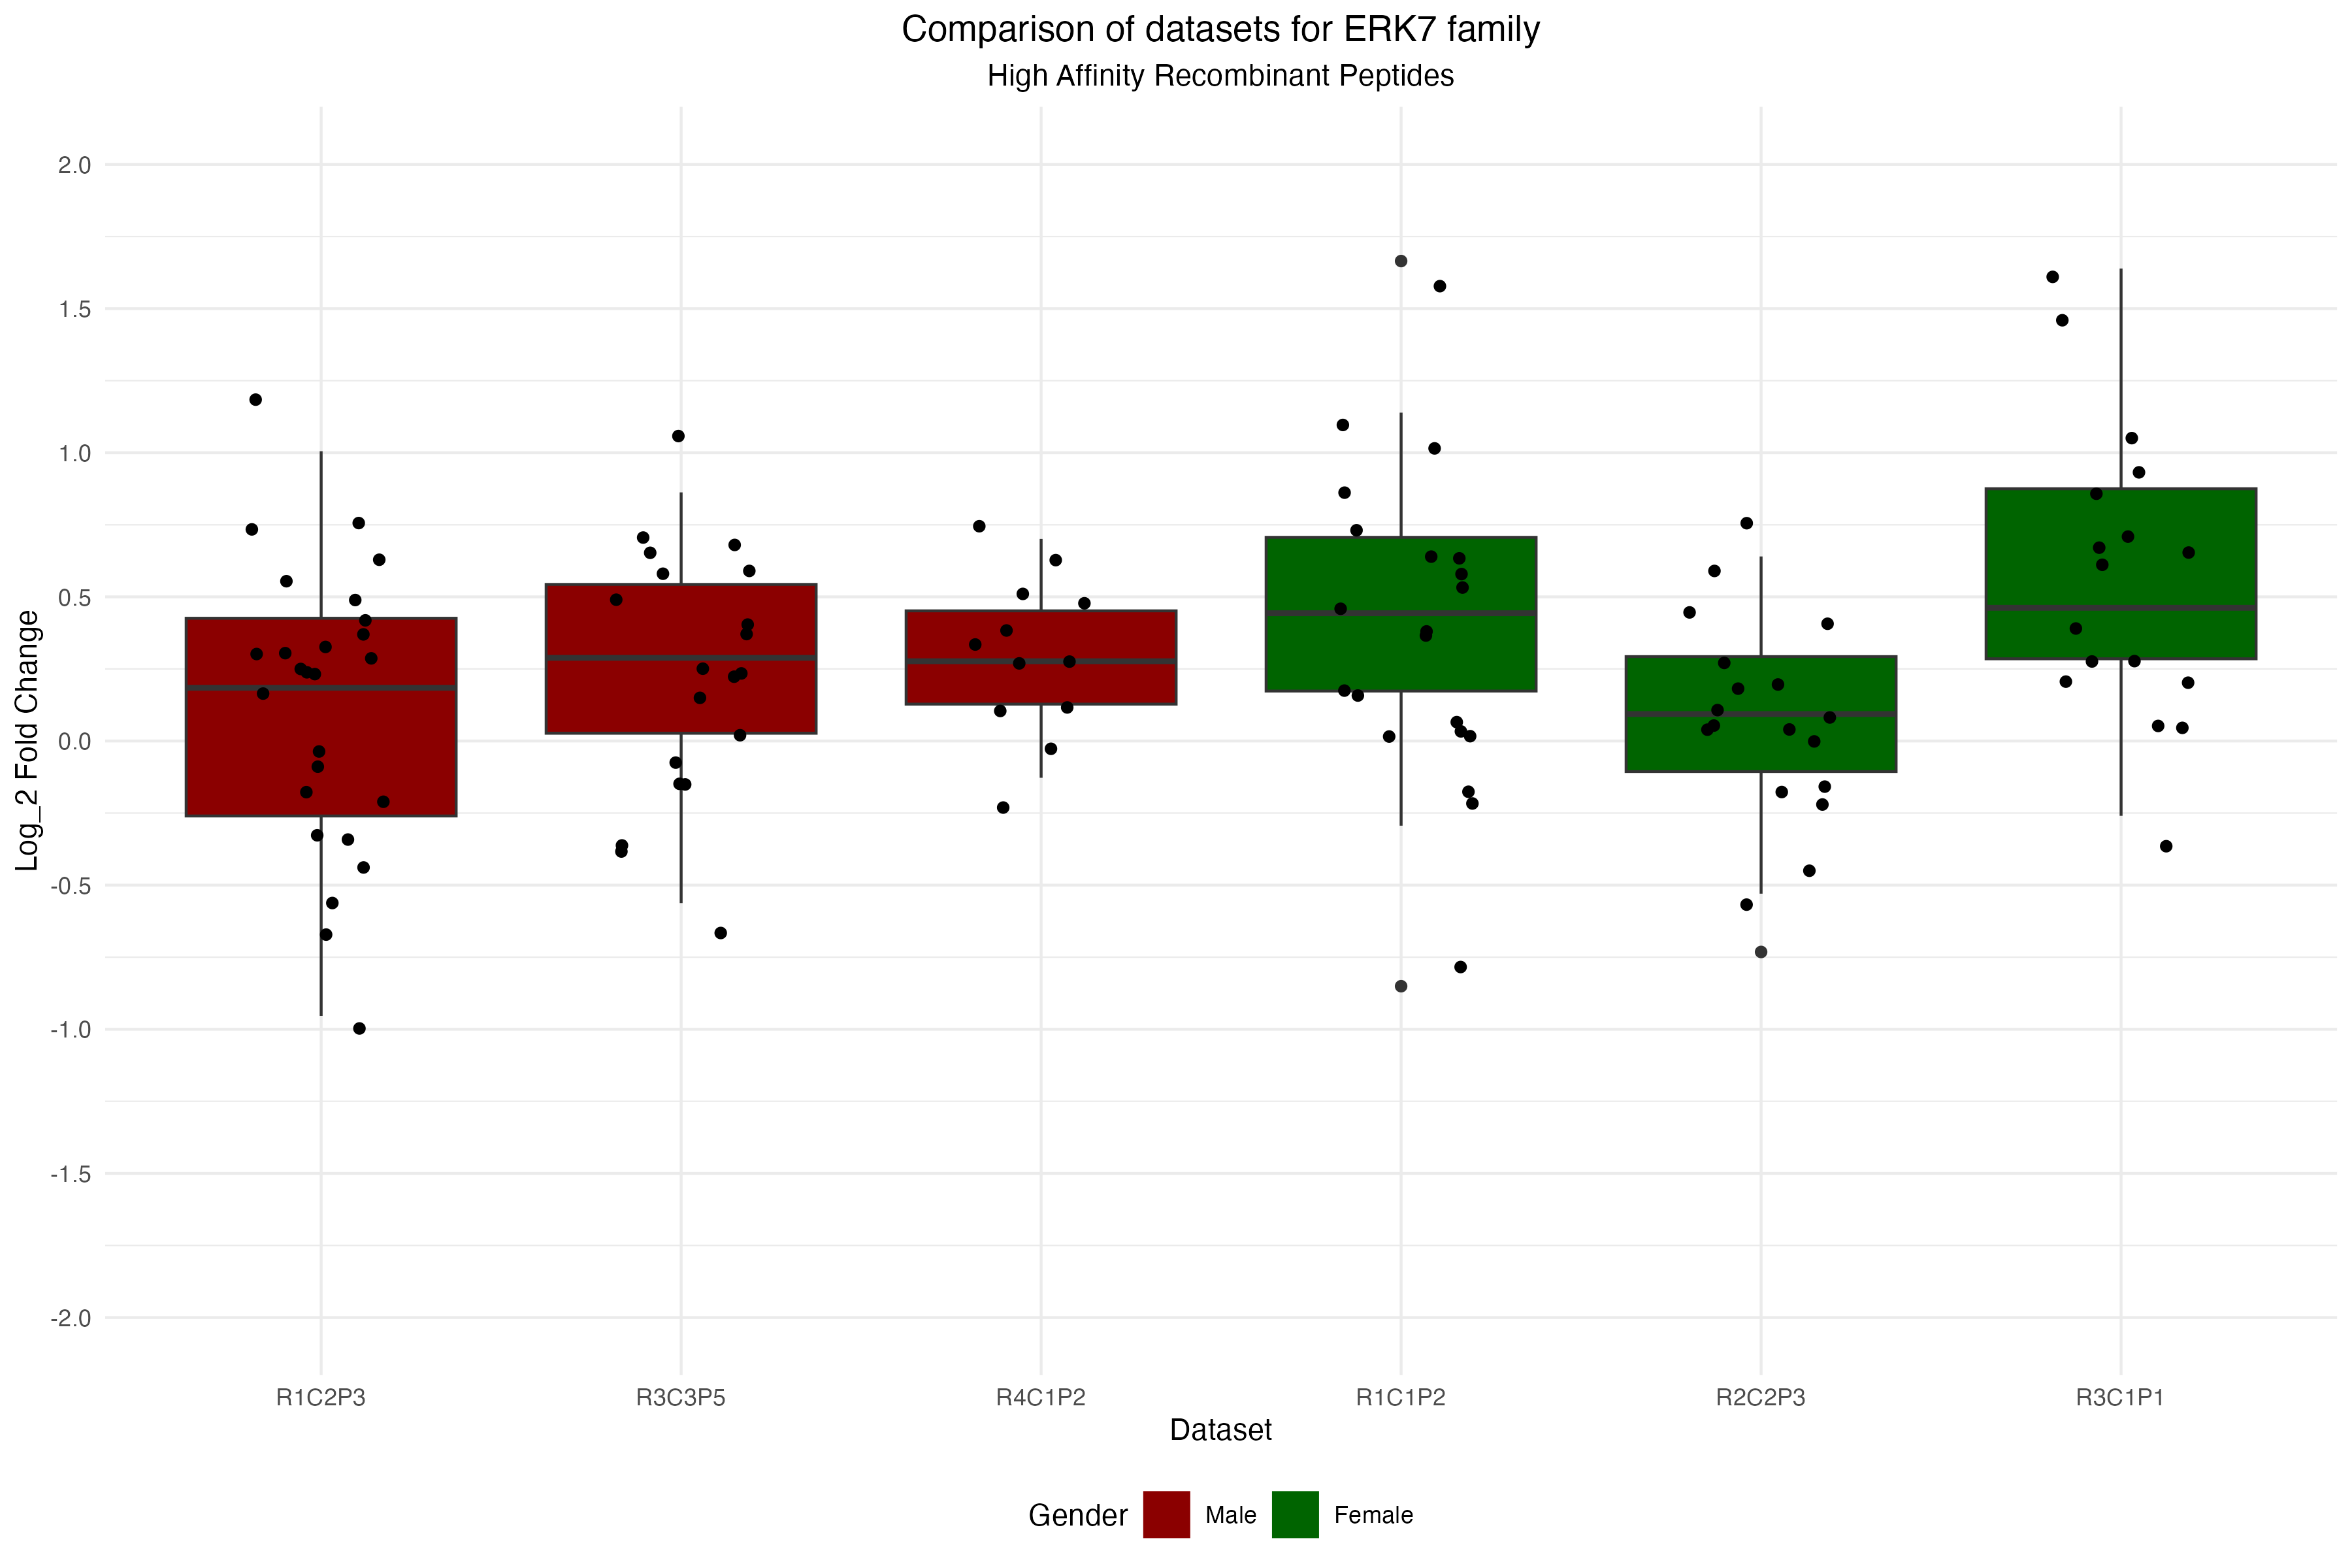 Comparison of datasets for ERK7 family
High Affinity Recombinant Peptides
Log_2 Fold Change
2.0
1.5
1.0
0.5
0.0
-0.5
-1.0
-1.5
-2.0
R1C2P3 R3C3P5 R4C1P2 R1C1P2 R2C2P3 R3C1P1
Dataset
Gender Male Female